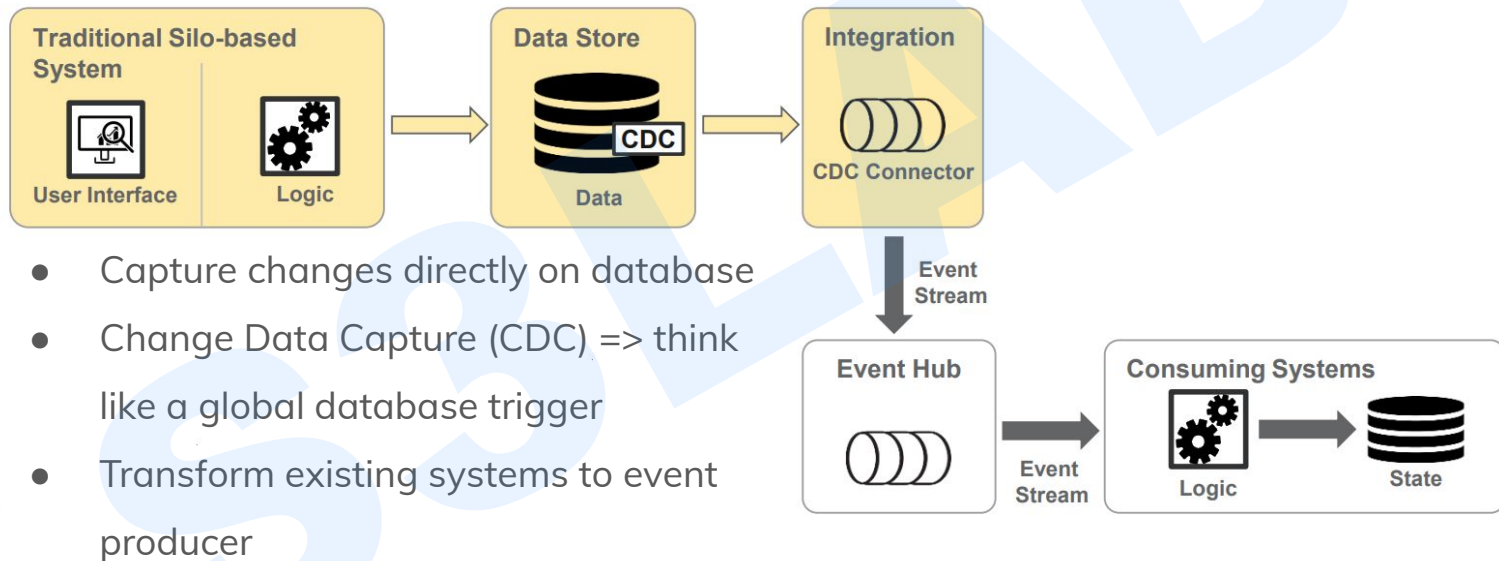 Traditional Silo-based
System
User Interface
Logic
Data Store
CDC
Data
Integration
CDC Connector
● Capture changes directly on database
● Change Data Capture (CDC) => think
like a global database trigger
● Transform existing systems to event
producer
Event
Stream
Event Hub
Event
Stream
Consuming Systems
Logic
State
S3LAB